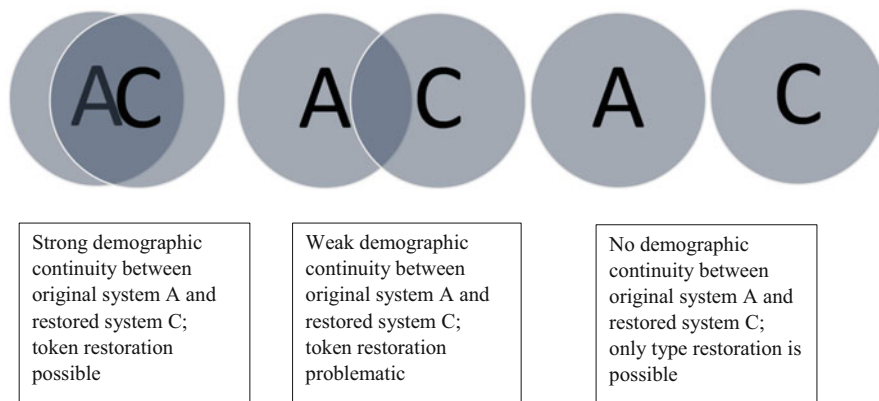 A C
A C
A
C
Strong demographic
continuity between
original system A and
restored system C;
token restoration
possible
Weak demographic
continuity between
original system A and
restored system C;
token restoration
problematic
No demographic
continuity between
original system A and
restored system C;
only type restoration is
possible